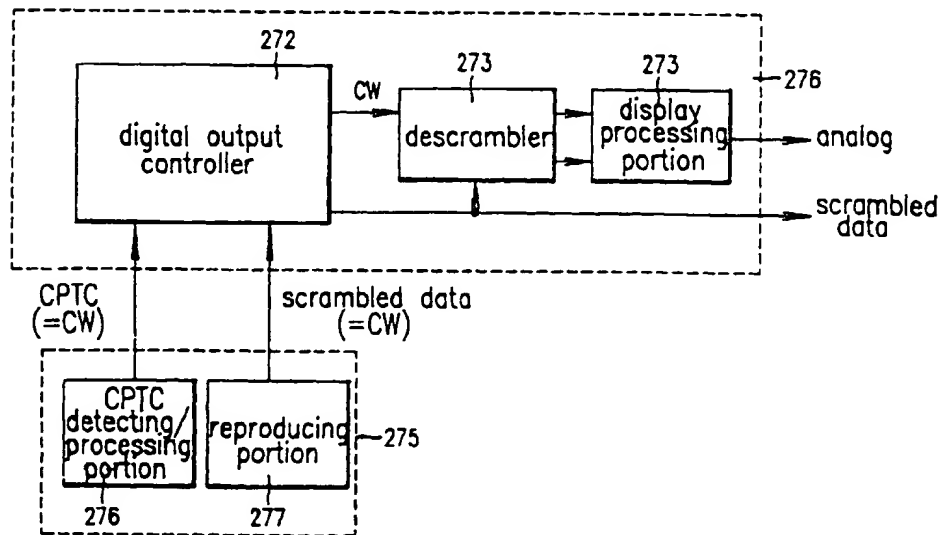 272
digital output
controller
CW
273
descrambler
273
display
processing
portion
276
analog
scrambled
data
CPTC
(=CW)
scrambled data
(=CW)
CPTC
detecting/
processing
portion
276
reproducing
portion
277
275